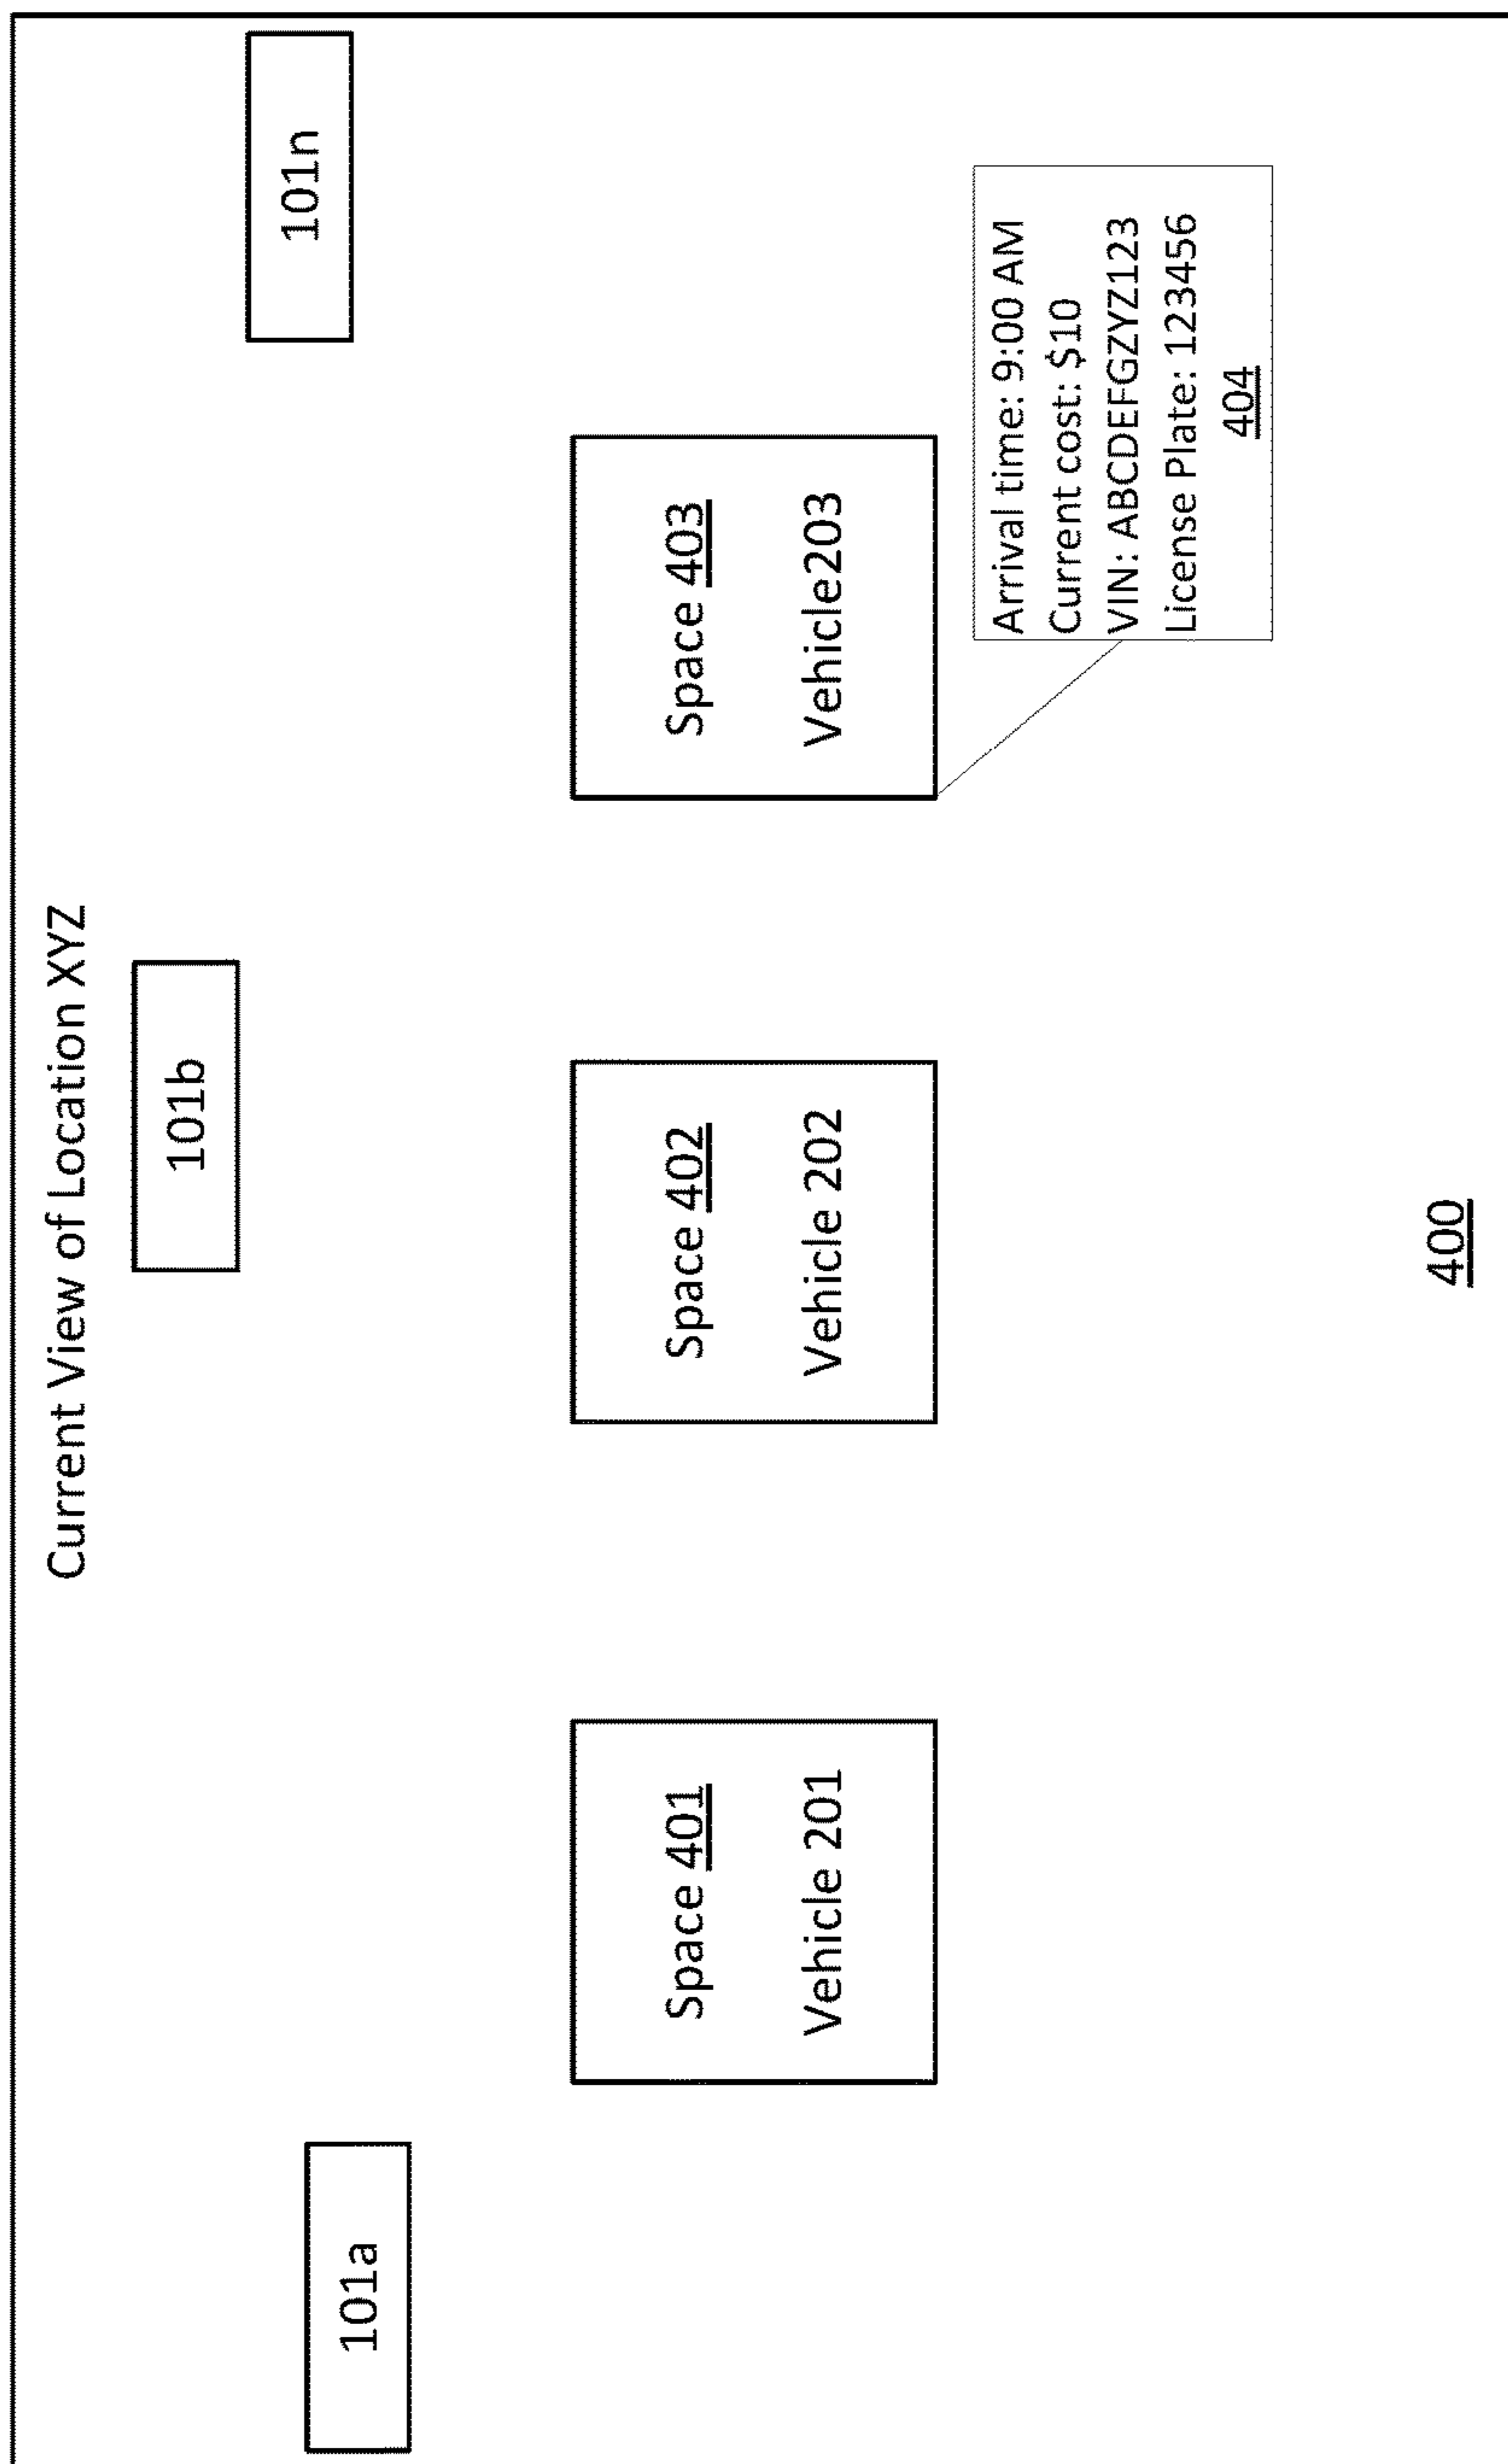 Current View of Location XYZ
101b
101n
101a
Space 401
Vehicle 201
Space 402
Vehicle 202
Space 403
Vehicle203
Arrival time: 9:00 AM
Current cost: $10
VIN: ABCDEFGZYZ123
License Plate: 123456
404
400